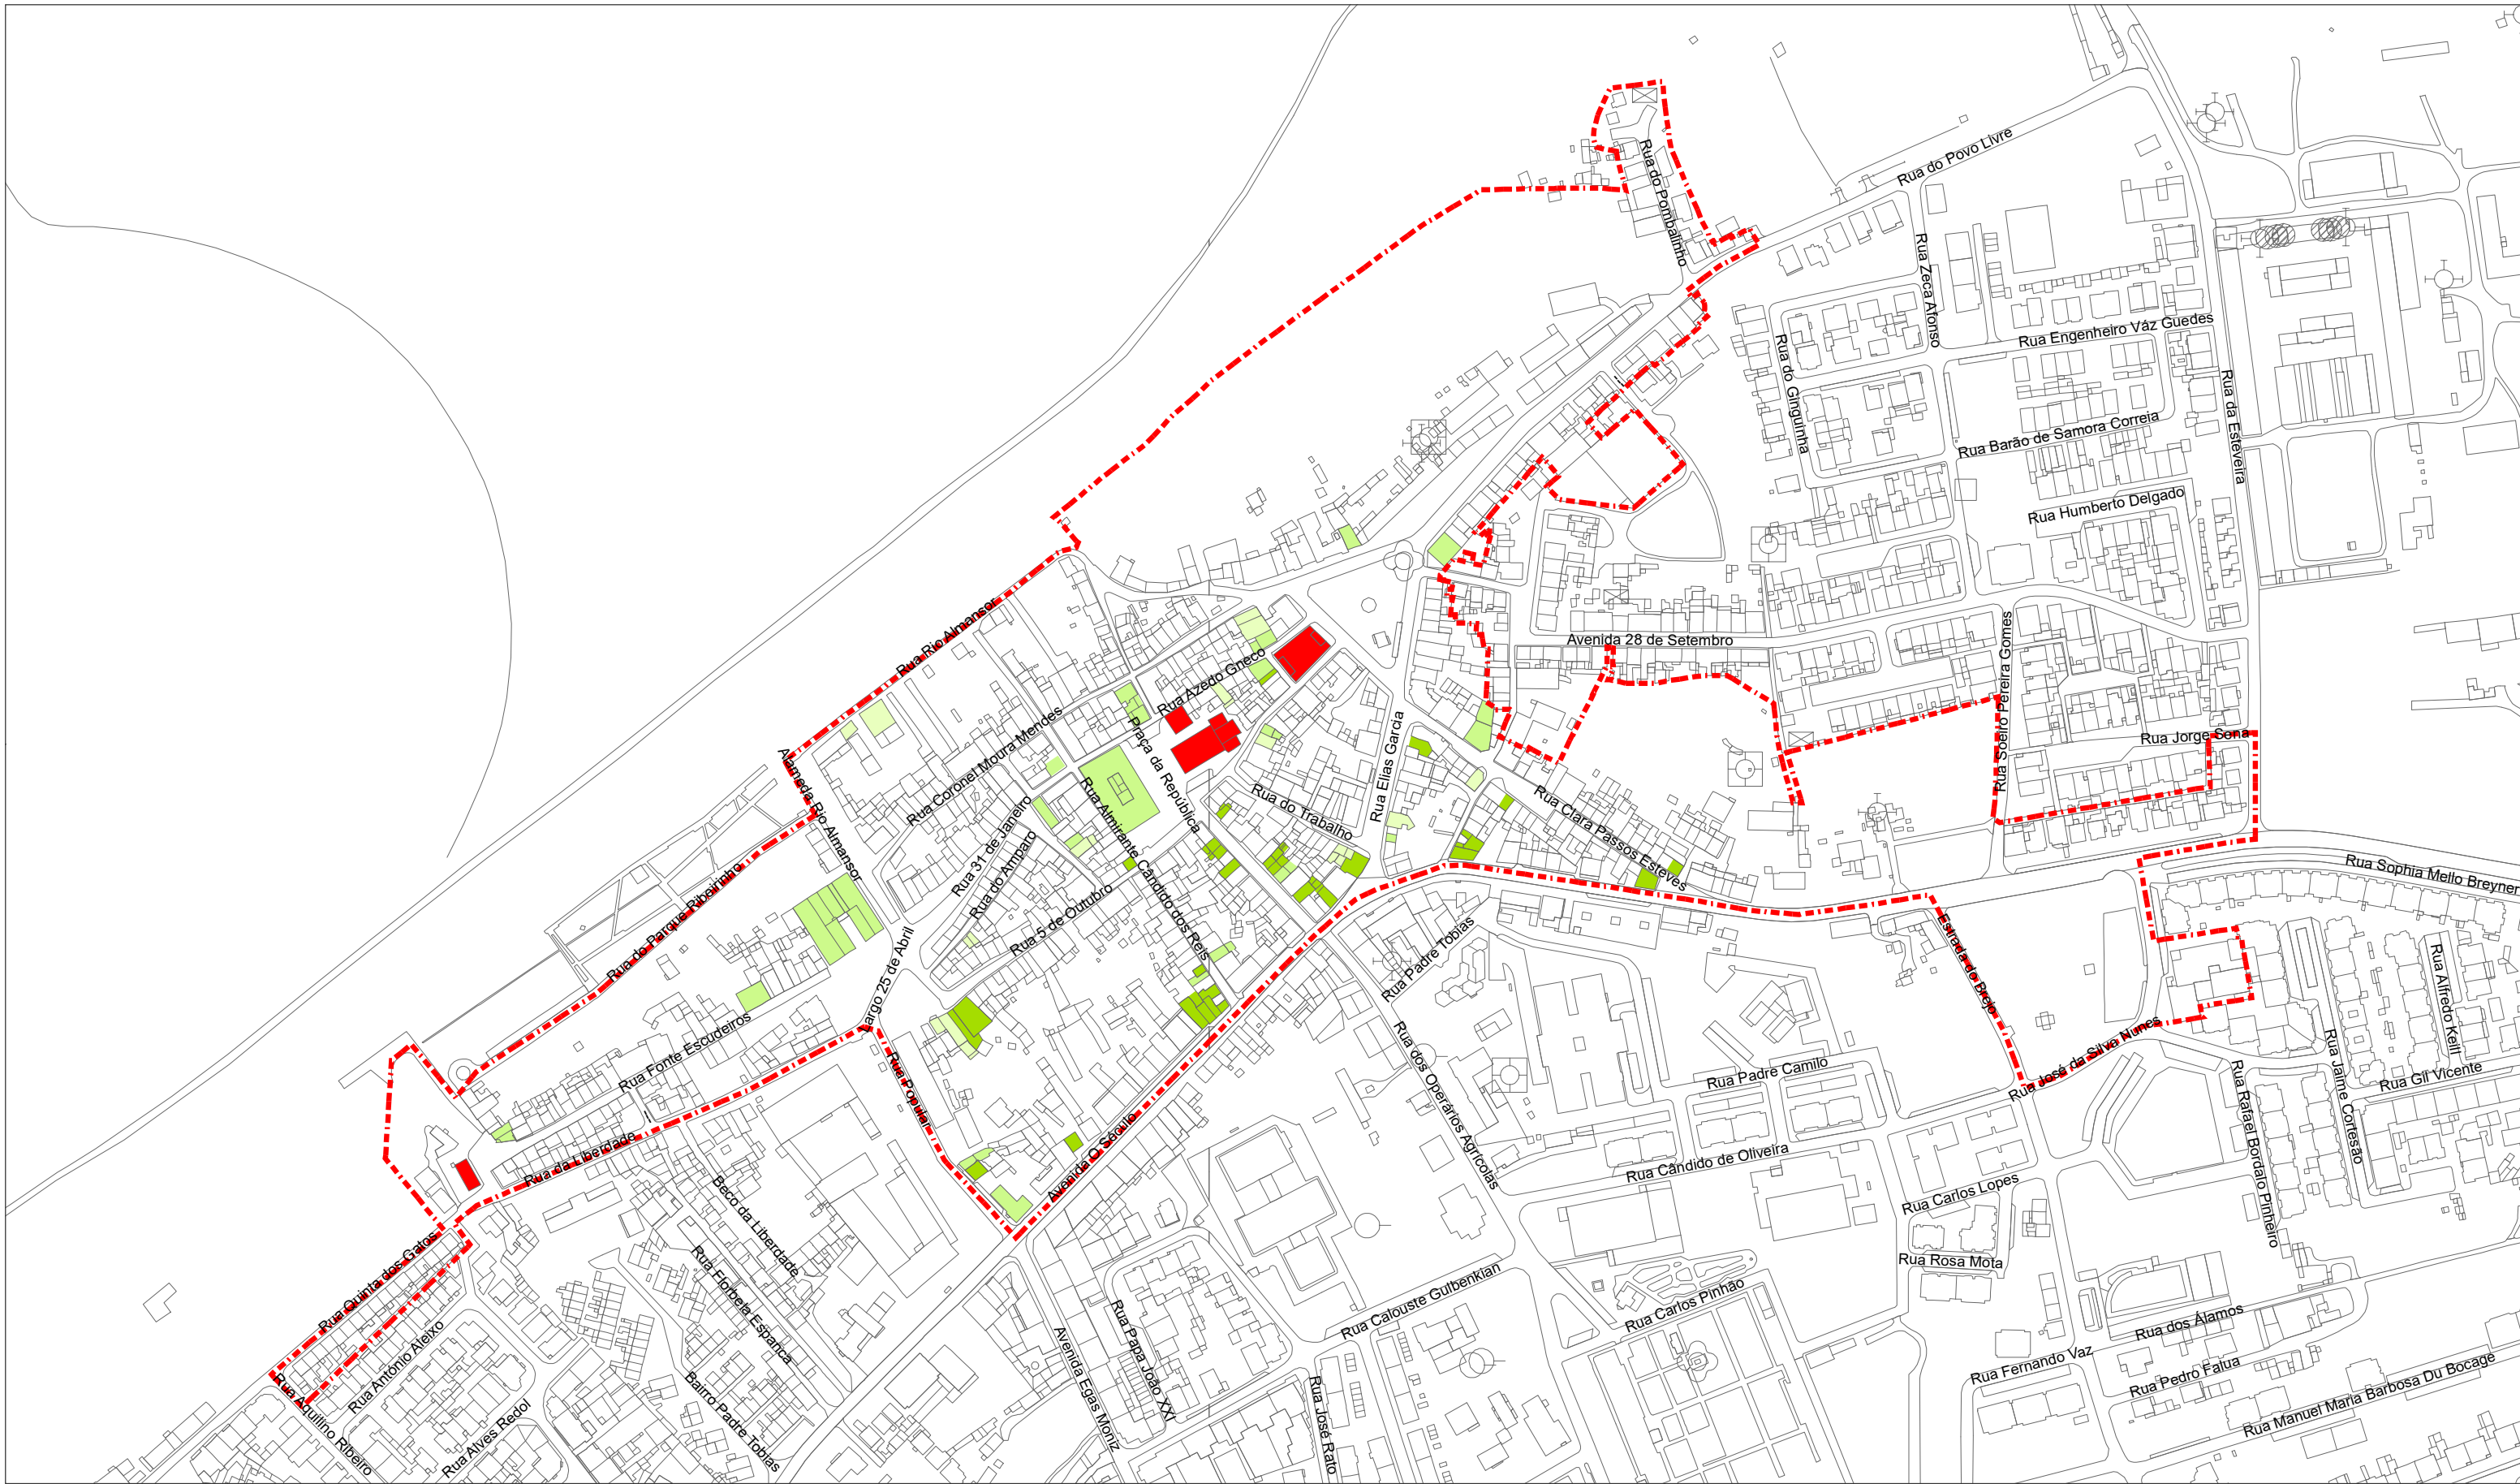 Rua do Povo Livre
Rua do Pombalinho
Rua Zeca Afonso
Rua Engenheiro Váz Guedes
Rua do Ginguinha
Rua da Esteveira
Rua Barão de Samora Correia
Rua Humberto Delgado
Rua Rio Almansor
Avenida 28 de Setembro
Rua Soeiro Pereira Gomes
Rua Azedo Gneco
Rua Jorge Sena
Rua Coronel Moura Mendes
Praça da República
Rua Elias Garcia
Alameda Rio Almansor
Rua do Trabalho
Rua Clara Passos Esteves
Rua 31 de Janeiro
Rua Almirante Cândido dos Reis
Rua do Amparo
Rua Sophia Mello Breyner
Rua do Parque Ribeirinho
Rua 5 de Outubro
Rua Padre Tobias
Estrada do Brejo
Largo 25 de Abril
Rua Alfredo Keill
Rua Fonte Escudeiros
Rua dos Operários Agrícolas
Rua José da Silva Nunes
Rua Popular
Rua Padre Camilo
Rua Jaime Cortesão
Rua Gil Vicente
Rua Rafael Bordalo Pinheiro
Rua da Liberdade
Avenida O Século
Rua Cândido de Oliveira
Beco da Liberdade
Rua Carlos Lopes
Rua Florbela Espanca
Rua Quinta dos Gatos
Rua Rosa Mota
Rua Calouste Gulbenkian
Rua Carlos Pinhão
Rua António Aleixo
Rua Papa João XXI
Avenida Egas Moniz
Rua dos Álamos
Rua Fernando Vaz
Rua Pedro Falua
Rua Aquilino Ribeiro
Rua Alves Redol
Bairro Padre Tobias
Rua José Rato
Rua Manuel Maria Barbosa Du Bocage